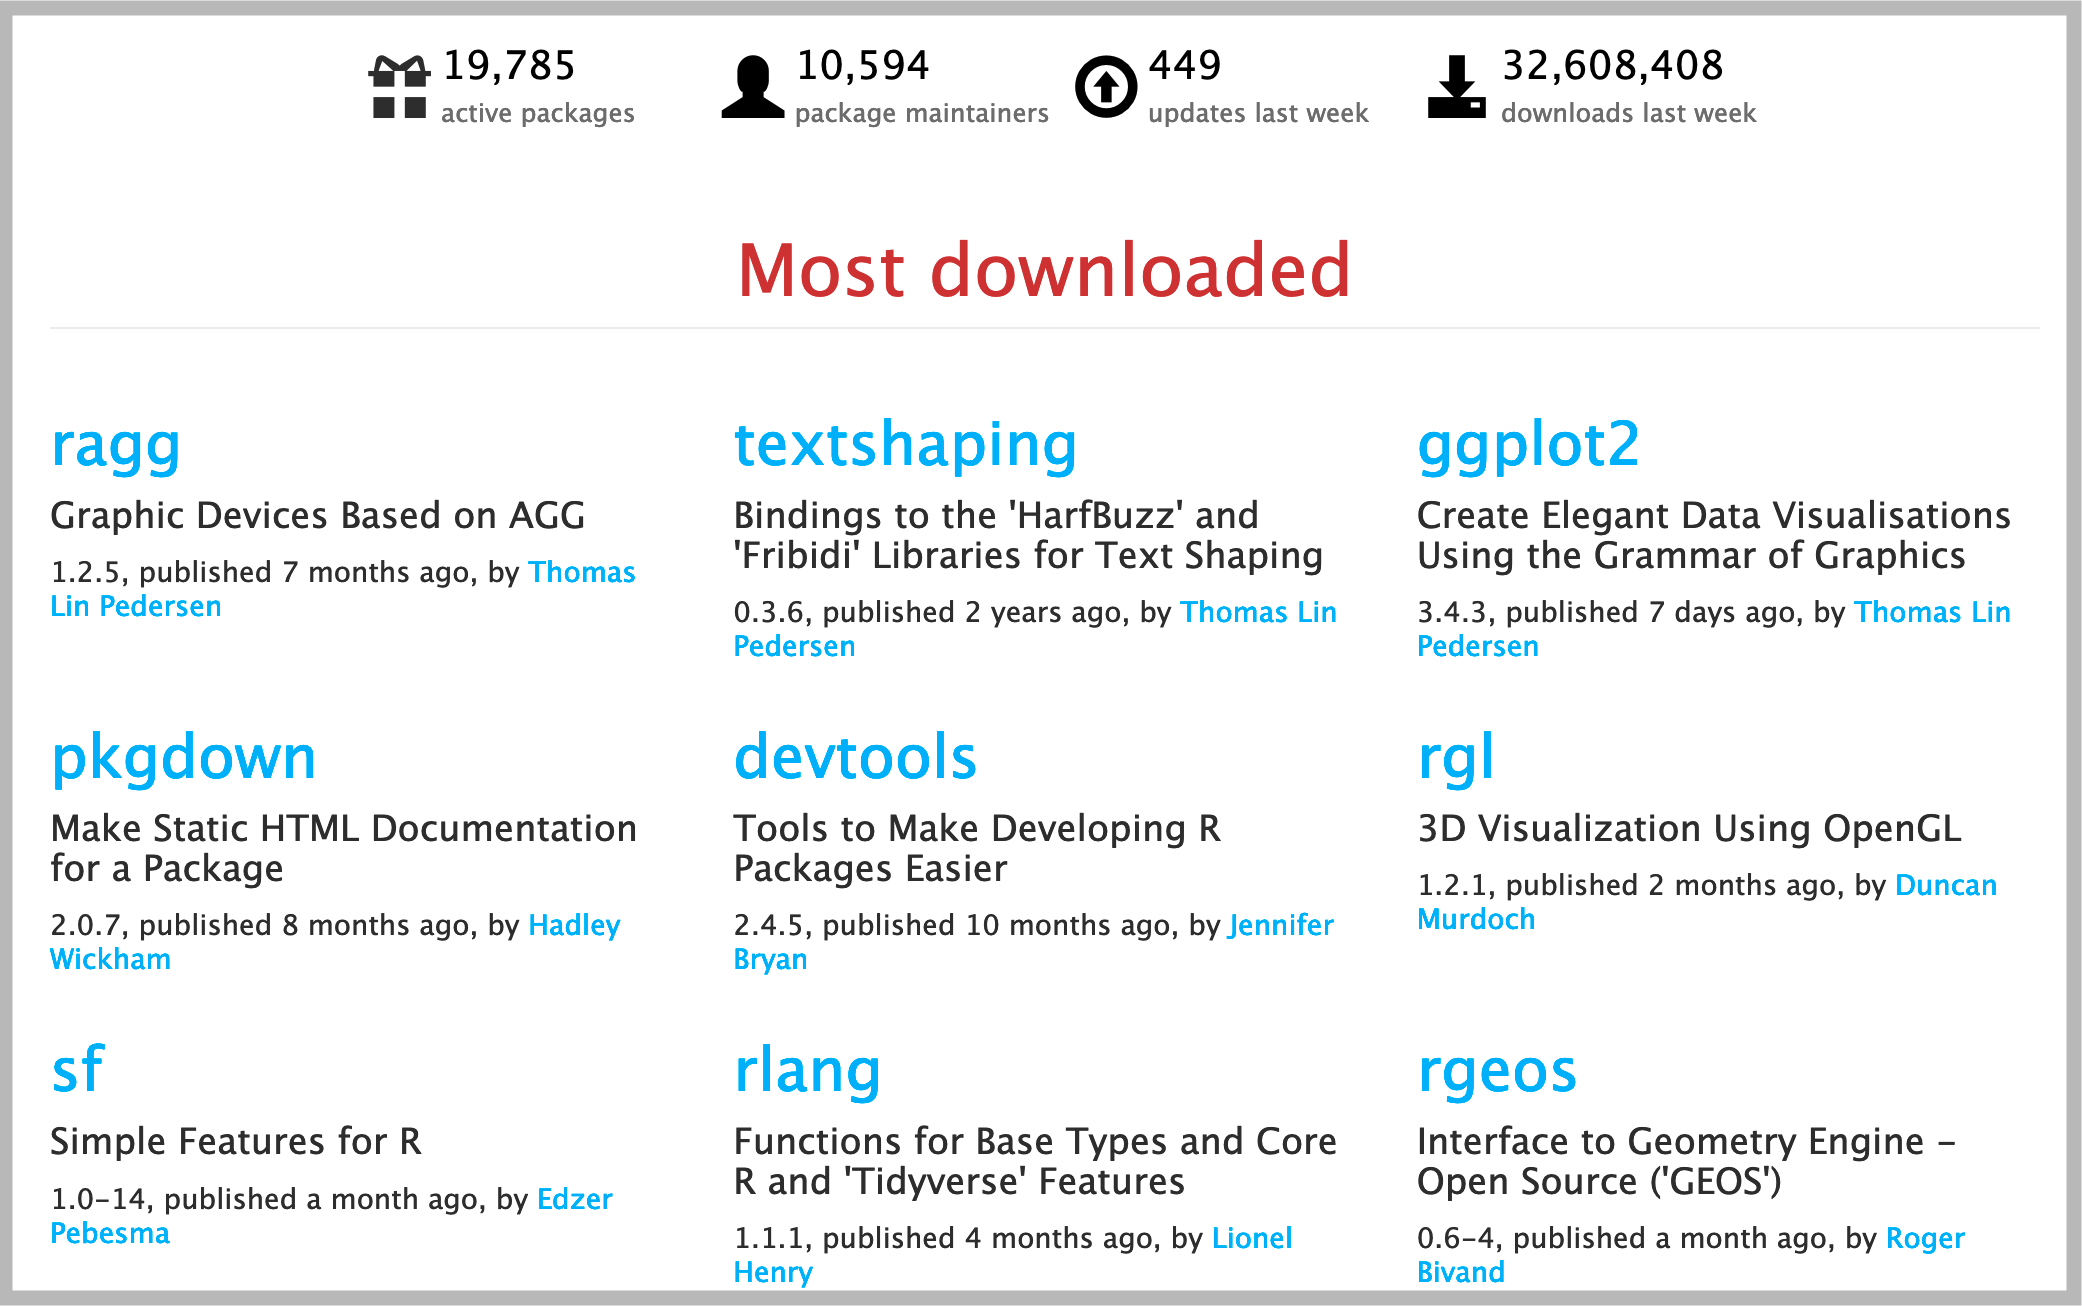 19,785
active packages
10,594
package maintainers
449
updates last week
32,608,408
downloads last week
Most downloaded
ragg
Graphic Devices Based on AGG
1.2.5, published 7 months ago, by Thomas
Lin Pedersen
textshaping
Bindings to the 'HarfBuzz' and
'Fribidi' Libraries for Text Shaping
0.3.6, published 2 years ago, by Thomas Lin
Pedersen
ggplot2
Create Elegant Data Visualisations
Using the Grammar of Graphics
3.4.3, published 7 days ago, by Thomas Lin
Pedersen
pkgdown
Make Static HTML Documentation
for a Package
2.0.7, published 8 months ago, by Hadley
Wickham
devtools
Tools to Make Developing R
Packages Easier
2.4.5, published 10 months ago, by Jennifer
Bryan
rgl
3D Visualization Using OpenGL
1.2.1, published 2 months ago, by Duncan
Murdoch
sf
Simple Features for R
1.0-14, published a month ago, by Edzer
Pebesma
rlang
Functions for Base Types and Core
R and 'Tidyverse' Features
1.1.1, published 4 months ago, by Lionel
Henry
rgeos
Interface to Geometry Engine -
Open Source ('GEOS')
0.6-4, published a month ago, by Roger
Bivand